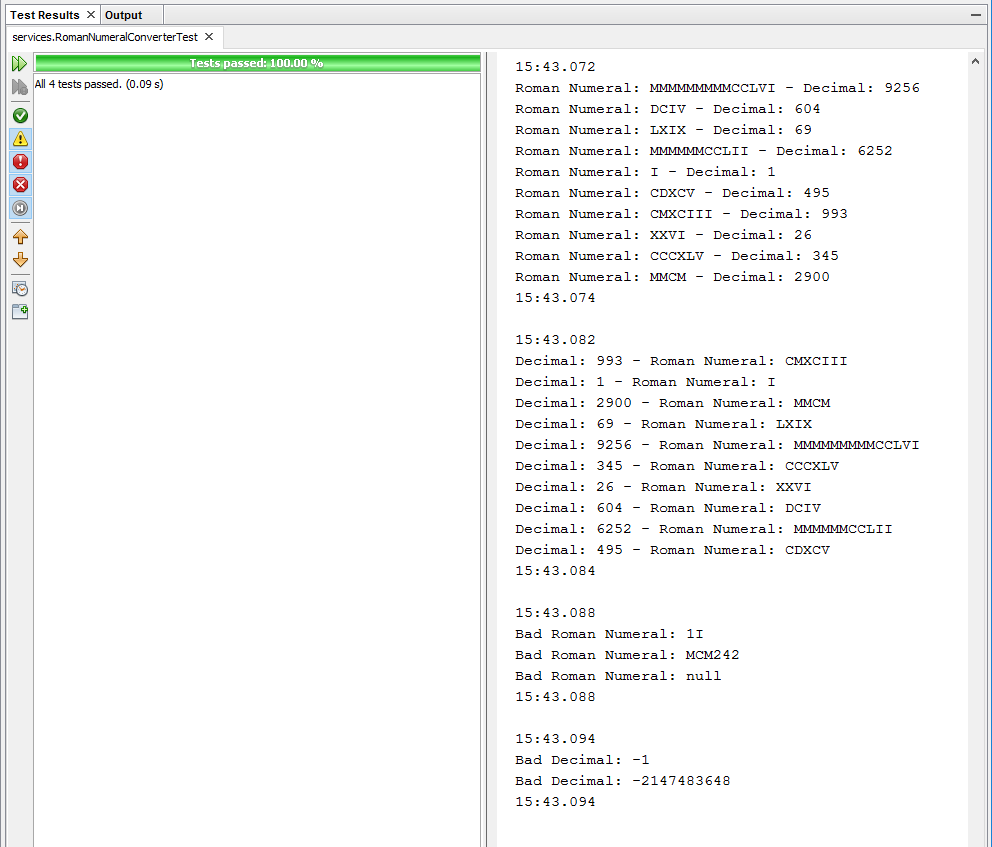 Test Results
Output
services.RomanNumeralConverterTest
Tests passed: 100.00 %
All 4 tests passed. (0.09 s)
15:43.072
Roman Numeral: MMMMMMMMMCCLVI - Decimal: 9256
Roman Numeral: DCIV - Decimal: 604
Roman Numeral: LXIX - Decimal: 69
Roman Numeral: MMMMMMCCLII - Decimal: 6252
Roman Numeral: I - Decimal: 1
Roman Numeral: CDXCV - Decimal: 495
Roman Numeral: CMXCIII - Decimal: 993
Roman Numeral: XXVI - Decimal: 26
Roman Numeral: CCCXLV - Decimal: 345
Roman Numeral: MMCM - Decimal: 2900
15:43.074
15:43.082
Decimal: 993 - Roman Numeral: CMXCIII
Decimal: 1 - Roman Numeral: I
Decimal: 2900 - Roman Numeral: MMCM
Decimal: 69 - Roman Numeral: LXIX
Decimal: 9256 - Roman Numeral: MMMMMMMMMCCLVI
Decimal: 345 - Roman Numeral: CCCXLV
Decimal: 26 - Roman Numeral: XXVI
Decimal: 604 - Roman Numeral: DCIV
Decimal: 6252 - Roman Numeral: MMMMMMCCLII
Decimal: 495 - Roman Numeral: CDXCV
15:43.084
15:43.088
Bad Roman Numeral: 1I
Bad Roman Numeral: MCM242
Bad Roman Numeral: null
15:43.088
15:43.094
Bad Decimal: -1
Bad Decimal: -2147483648
15:43.094